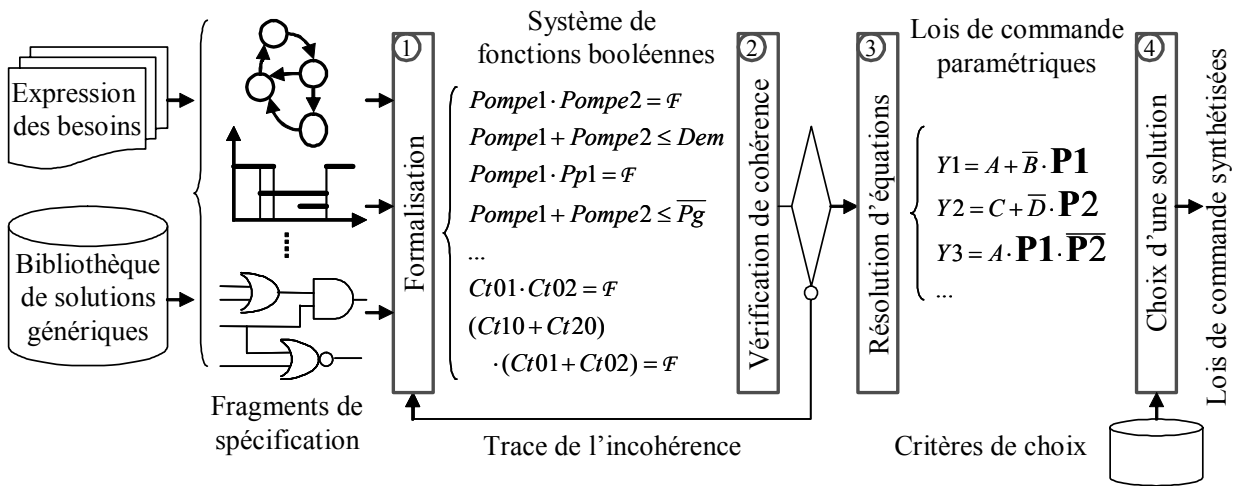 Expression
des besoins
Bibliothèque
de solutions
génériques
Fragments de
spécification
1
Formalisation
Système de
fonctions booléennes
Pompe1 · Pompe2 = ℱ
Pompe1 + Pompe2 ≤ Dem
Pompe1 · Pp1 = ℱ
Pompe1 + Pompe2 ≤ P̅g̅
...
Ct01 · Ct02 = ℱ
(Ct10 + Ct20)
· (Ct01 + Ct02) = ℱ
2
Vérification de cohérence
Trace de l’incohérence
3
Résolution d’équations
Lois de commande
paramétriques
Y1 = A + B̅ · P1
Y2 = C + D̅ · P2
Y3 = A · P1 · P̅2̅
...
4
Choix d’une solution
Critères de choix
Lois de commande synthétisées